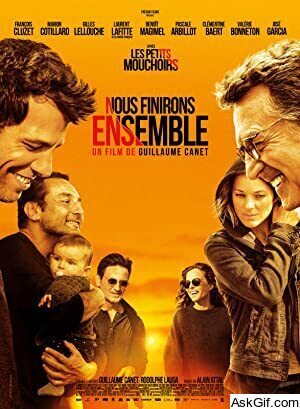 TRÉSOR FILMS
FRANÇOIS CLUZET
MARION COTILLARD
GILLES LELLOUCHE
LAURENT LAFITTE
BENOÎT MAGIMEL
PASCALE ARBILLOT
CLÉMENTINE BAERT
VALÉRIE BONNETON
JOSÉ GARCIA
APRÈS
LES PETITS
MOUCHOIRS
NOUS FINIRONS
ENSEMBLE
UN FILM DE GUILLAUME CANET
GUILLAUME CANET
RODOLPHE LAUGA
ALAIN ATTAL
AskGif.com